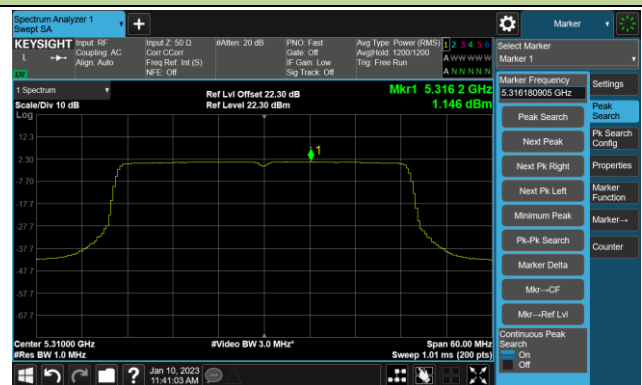 Spectrum Analyzer 1
Swept SA
Marker
KEYSIGHT
L
Input: RF
Coupling: AC
Align: Auto
Input Z: 50 Ω
Corr CCorr
Freq Ref: Int (S)
NFE: Off
#Atten: 20 dB
PNO: Fast
Gate: Off
IF Gain: Low
Sig Track: Off
Avg Type: Power (RMS)
Avg|Hold: 1200/1200
Trig: Free Run
1 2 3 4 5 6
A W W W W W
A N N N N N
LW
Select Marker
Marker 1
1 Spectrum
Scale/Div 10 dB
Log
Ref Lvl Offset 22.30 dB
Ref Level 22.30 dBm
Mkr1 5.316 2 GHz
1.146 dBm
12.3
2.30
-7.70
-17.7
-27.7
-37.7
-47.7
-57.7
-67.7
1
Center 5.31000 GHz
#Res BW 1.0 MHz
#Video BW 3.0 MHz*
Span 60.00 MHz
Sweep 1.01 ms (200 pts)
Marker Frequency
5.316180905 GHz
Peak Search
Next Peak
Next Pk Right
Next Pk Left
Minimum Peak
Pk-Pk Search
Marker Delta
Mkr→CF
Mkr→Ref Lvl
Continuous Peak
Search
On
Off
Settings
Peak
Search
Pk Search
Config
Properties
Marker
Function
Marker→
Counter
Jan 10, 2023
11:41:03 AM